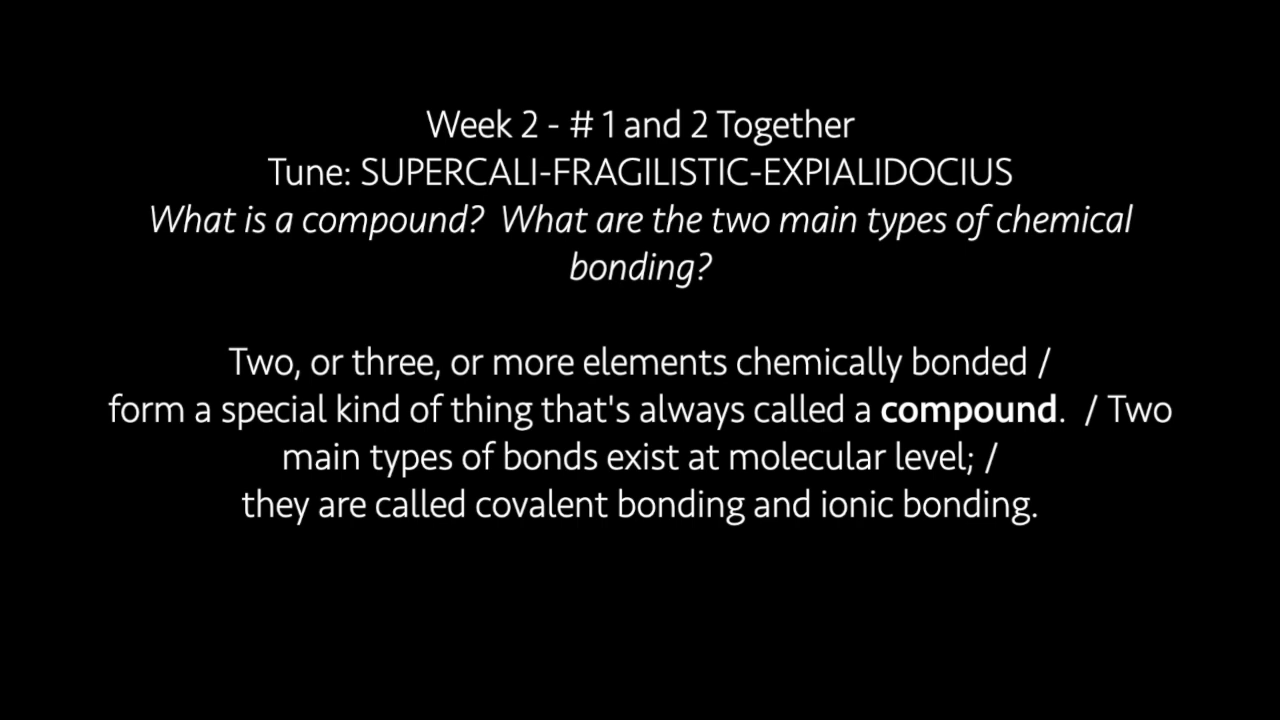 Week 2 - # 1 and 2 Together
Tune: SUPERCALI-FRAGILISTIC-EXPIALIDOCIUS
What is a compound?  What are the two main types of chemical
bonding?
Two, or three, or more elements chemically bonded /
form a special kind of thing that's always called a compound.  / Two
main types of bonds exist at molecular level; /
they are called covalent bonding and ionic bonding.